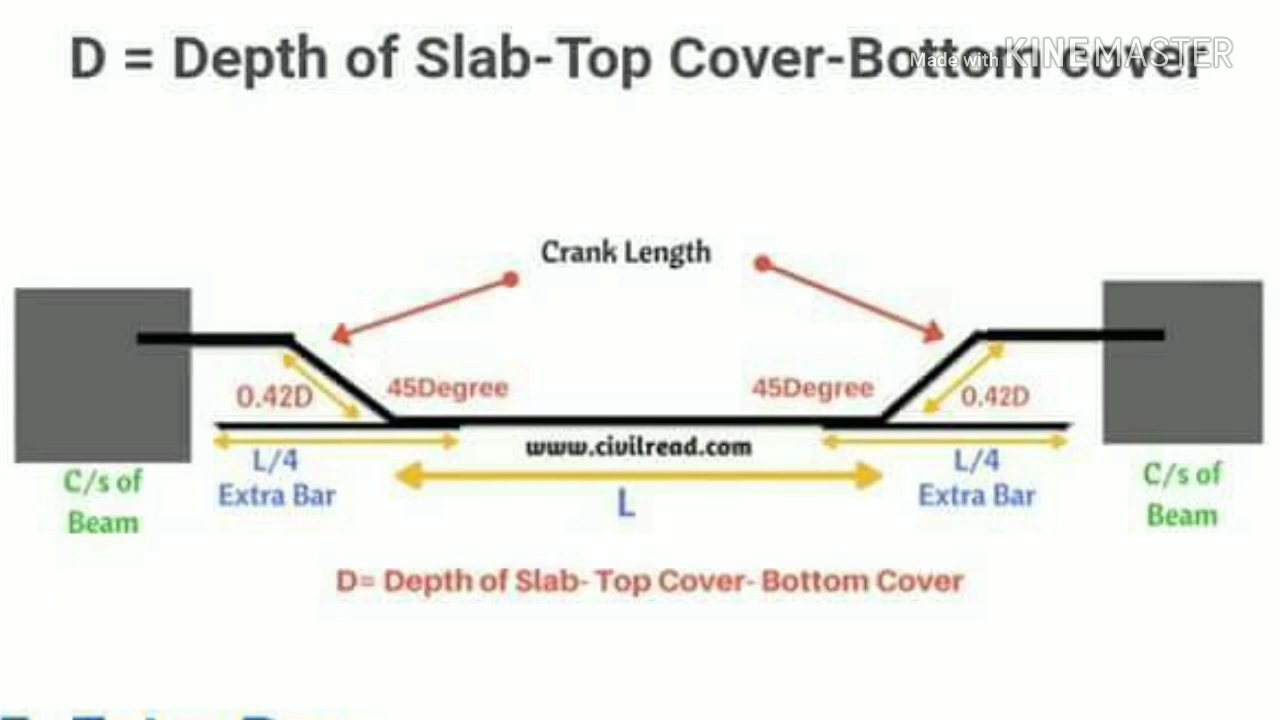 D = Depth of Slab-Top Cover-Bottom cover
Made with KINEMASTER
Crank Length
45Degree
45Degree
0.42D
0.42D
www.civilread.com
L/4
Extra Bar
L/4
Extra Bar
L
C/s of
Beam
C/s of
Beam
D= Depth of Slab- Top Cover- Bottom Cover